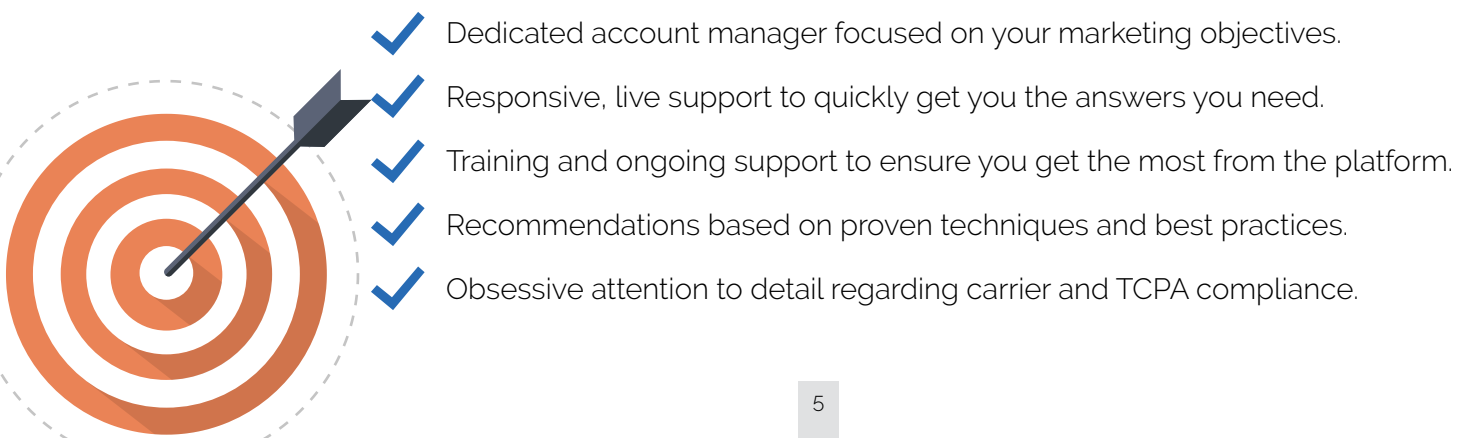 Dedicated account manager focused on your marketing objectives.
Responsive, live support to quickly get you the answers you need.
Training and ongoing support to ensure you get the most from the platform.
Recommendations based on proven techniques and best practices.
Obsessive attention to detail regarding carrier and TCPA compliance.
5